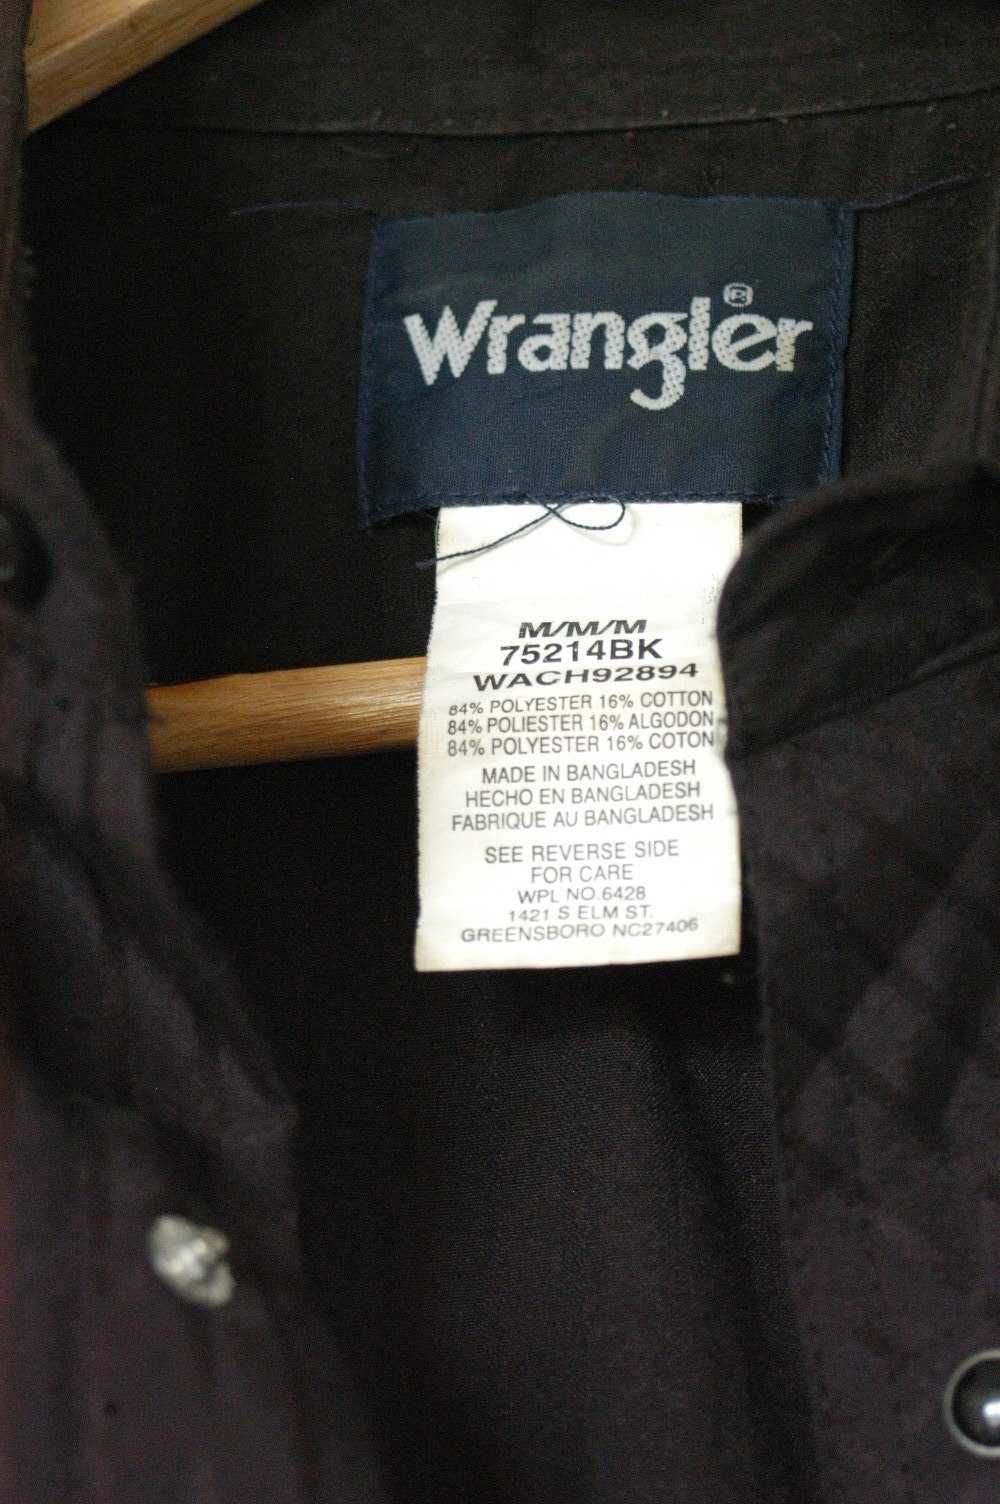 Wrangler®
M/M/M
75214BK
WACH92894
84% POLYESTER 16% COTTON
84% POLIESTER 16% ALGODON
84% POLYESTER 16% COTON
MADE IN BANGLADESH
HECHO EN BANGLADESH
FABRIQUE AU BANGLADESH
SEE REVERSE SIDE
FOR CARE
WPL NO.6428
1421 S ELM ST.
GREENSBORO NC27406